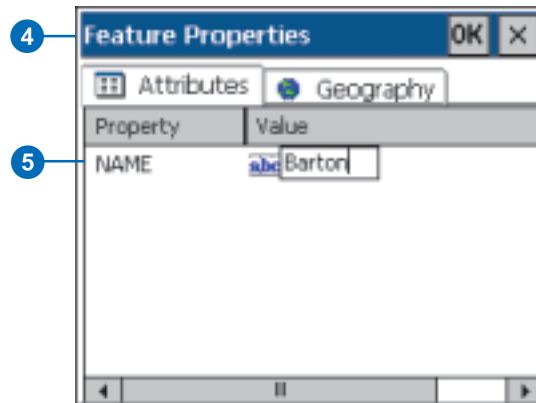 4
Feature Properties OK ×
Attributes Geography
Property Value
5
NAME abc Barton